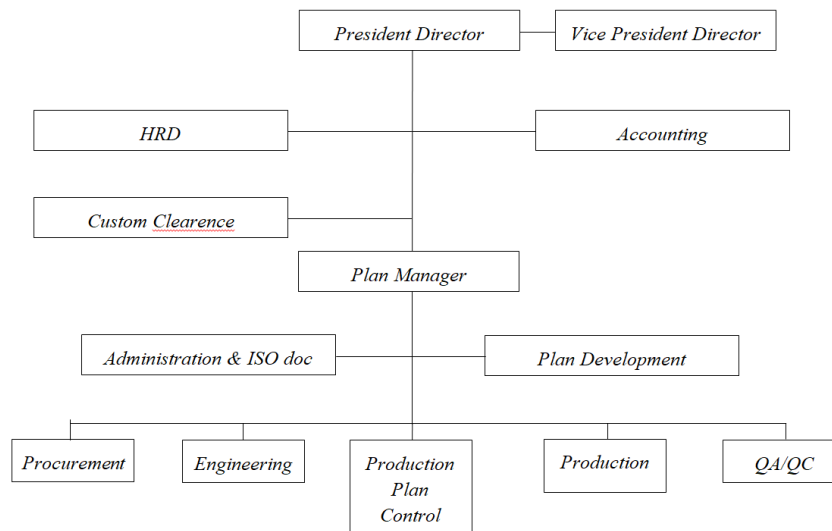 President Director
Vice President Director
HRD
Accounting
Custom Clearence
Plan Manager
Administration & ISO doc
Plan Development
Procurement
Engineering
Production
Plan
Control
Production
QA/QC